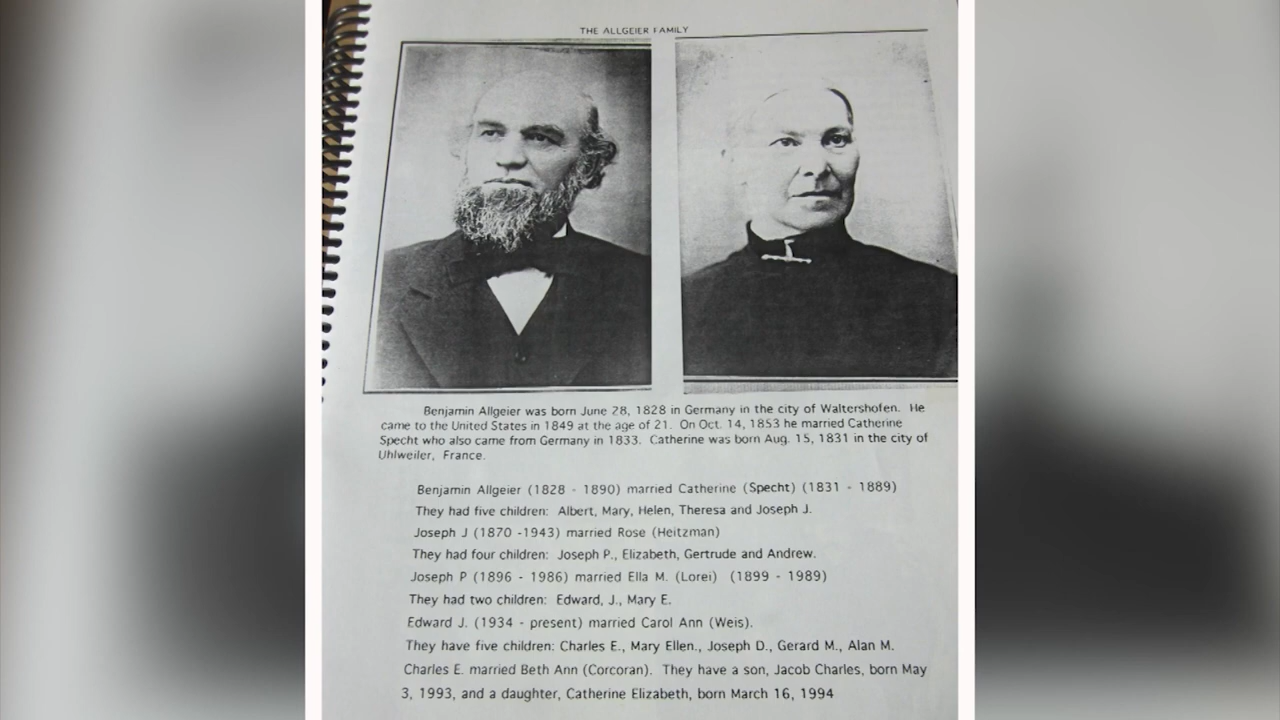 THE ALLGEIER FAMILY
Benjamin Allgeier was born June 28, 1828 in Germany in the city of Waltershofen. He
came to the United States in 1849 at the age of 21. On Oct. 14, 1853 he married Catherine
Specht who also came from Germany in 1833. Catherine was born Aug. 15, 1831 in the city of
Uhlweiler, France.
Benjamin Allgeier (1828 - 1890) married Catherine (Specht) (1831 - 1889)
They had five children: Albert, Mary, Helen, Theresa and Joseph J.
Joseph J (1870 -1943) married Rose (Heitzman)
They had four children: Joseph P., Elizabeth, Gertrude and Andrew.
Joseph P (1896 - 1986) married Ella M. (Lorei) (1899 - 1989)
They had two children: Edward, J., Mary E.
Edward J. (1934 - present) married Carol Ann (Weis).
They have five children: Charles E., Mary Ellen., Joseph D., Gerard M., Alan M.
Charles E. married Beth Ann (Corcoran). They have a son, Jacob Charles, born May
3, 1993, and a daughter, Catherine Elizabeth, born March 16, 1994